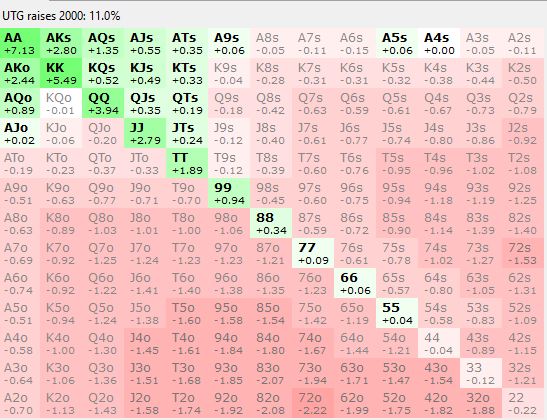 UTG raises 2000: 11.0%
AA AKs AQs AJs ATs A9s A8s A7s A6s A5s A4s A3s A2s
+7.13 +2.80 +1.35 +0.55 +0.35 +0.06 -0.05 -0.11 -0.15 +0.06 +0.00 -0.05 -0.11
AKo KK KQs KJs KTs K9s K8s K7s K6s K5s K4s K3s K2s
+2.44 +5.49 +0.52 +0.49 +0.33 -0.04 -0.28 -0.31 -0.31 -0.32 -0.38 -0.44 -0.50
AQo KQo QQ QJs QTs Q9s Q8s Q7s Q6s Q5s Q4s Q3s Q2s
+0.89 -0.01 +3.94 +0.35 +0.19 -0.18 -0.42 -0.63 -0.59 -0.61 -0.67 -0.73 -0.79
AJo KJo QJo JJ JTs J9s J8s J7s J6s J5s J4s J3s J2s
+0.02 -0.06 -0.20 +2.79 +0.24 -0.12 -0.40 -0.61 -0.77 -0.74 -0.80 -0.86 -0.92
ATo KTo QTo JTo TT T9s T8s T7s T6s T5s T4s T3s T2s
-0.19 -0.23 -0.37 -0.33 +1.89 -0.12 -0.39 -0.60 -0.76 -0.95 -0.96 -1.02 -1.08
A9o K9o Q9o J9o T9o 99 98s 97s 96s 95s 94s 93s 92s
-0.51 -0.63 -0.77 -0.71 -0.70 +0.94 -0.45 -0.60 -0.75 -0.94 -1.18 -1.19 -1.25
A8o K8o Q8o J8o T8o 98o 88 87s 86s 85s 84s 83s 82s
-0.63 -0.89 -1.03 -1.01 -1.00 -1.06 +0.34 -0.59 -0.72 -0.90 -1.14 -1.39 -1.40
A7o K7o Q7o J7o T7o 97o 87o 77 76s 75s 74s 73s 72s
-0.69 -0.92 -1.25 -1.24 -1.23 -1.23 -1.21 +0.09 -0.61 -0.78 -1.02 -1.27 -1.53
A6o K6o Q6o J6o T6o 96o 86o 76o 66 65s 64s 63s 62s
-0.74 -0.92 -1.22 -1.41 -1.40 -1.38 -1.35 -1.23 +0.06 -0.57 -0.80 -1.05 -1.31
A5o K5o Q5o J5o T5o 95o 85o 75o 65o 55 54s 53s 52s
-0.51 -0.94 -1.24 -1.38 -1.60 -1.58 -1.54 -1.42 -1.19 +0.04 -0.58 -0.83 -1.09
A4o K4o Q4o J4o T4o 94o 84o 74o 64o 54o 44 43s 42s
-0.58 -1.00 -1.30 -1.45 -1.61 -1.84 -1.80 -1.67 -1.44 -1.21 -0.04 -0.89 -1.15
A3o K3o Q3o J3o T3o 93o 83o 73o 63o 53o 43o 33 32s
-0.64 -1.06 -1.36 -1.51 -1.68 -1.85 -2.07 -1.94 -1.71 -1.47 -1.54 -0.12 -1.21
A2o K2o Q2o J2o T2o 92o 82o 72o 62o 52o 42o 32o 22
-0.70 -1.13 -1.43 -1.58 -1.74 -1.92 -2.08 -2.22 -1.99 -1.75 -1.82 -1.88 -0.22